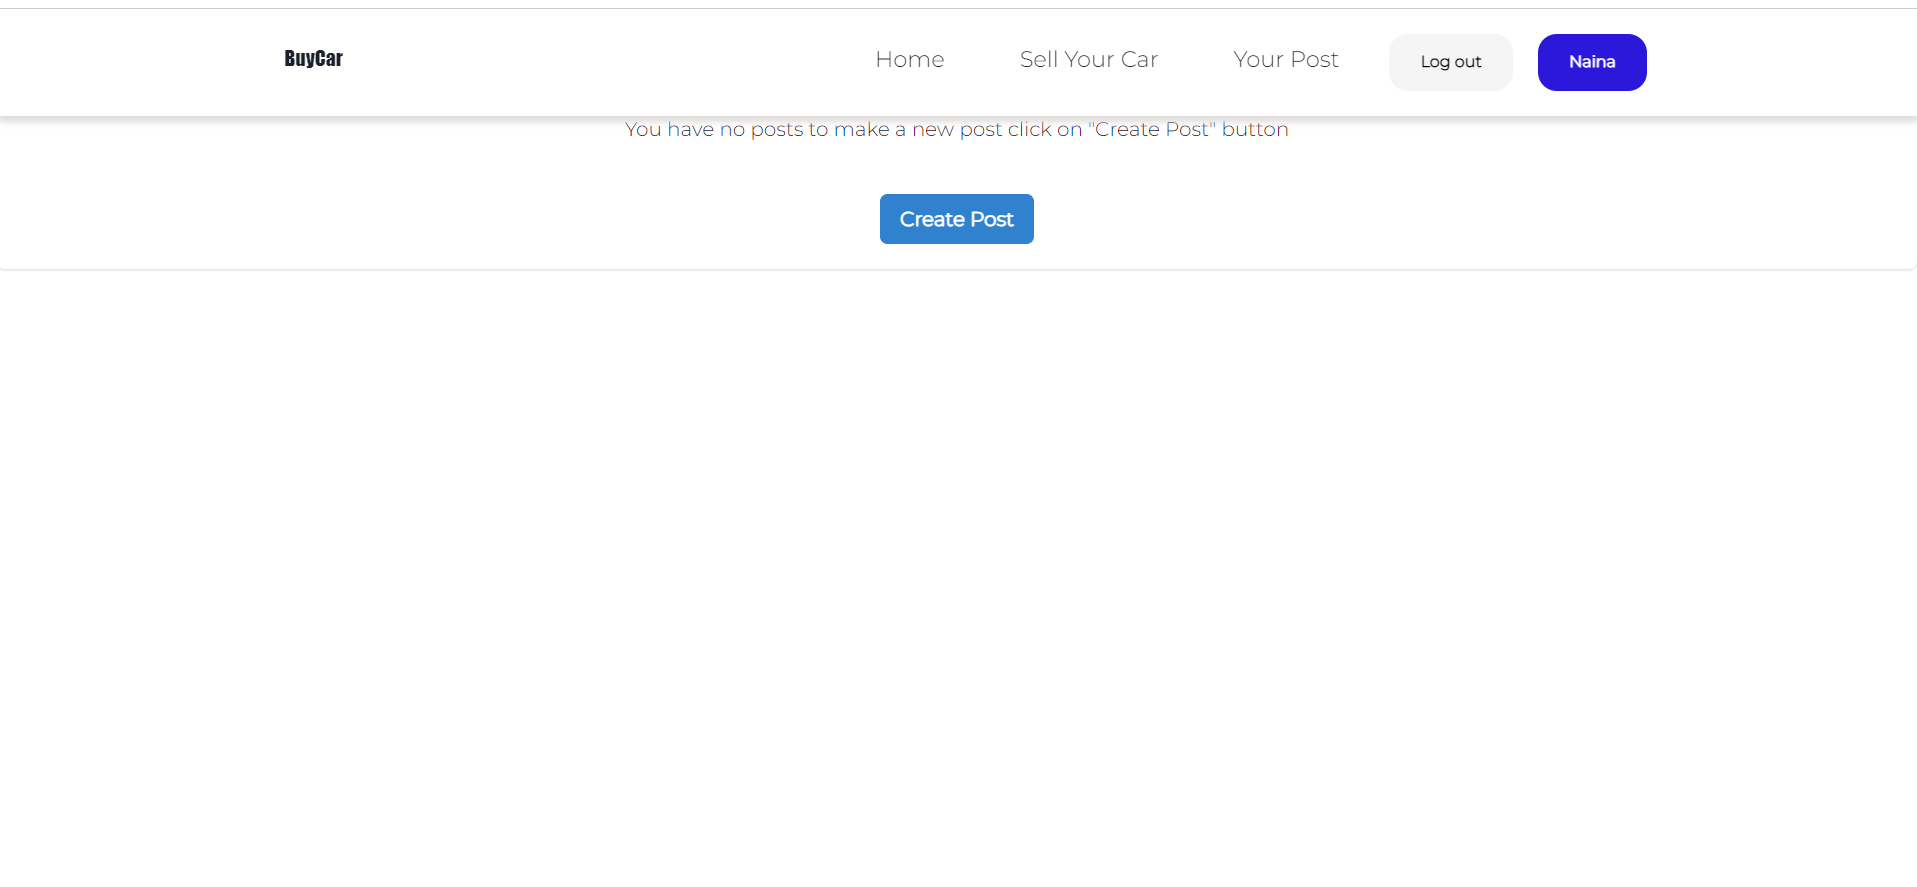 BuyCar
Home
Sell Your Car
Your Post
Log out
Naina
You have no posts to make a new post click on "Create Post" button
Create Post